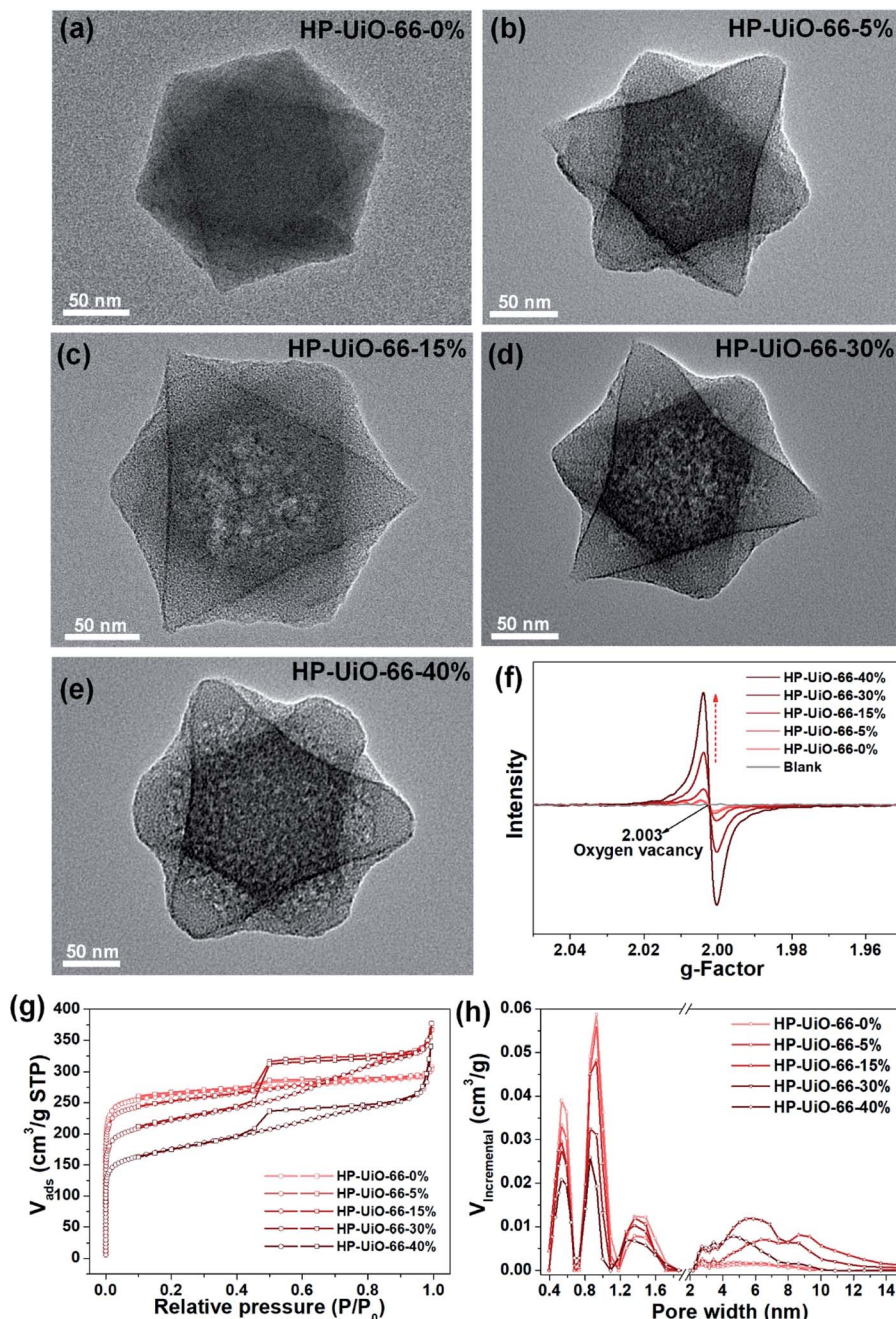 (a)
HP-UiO-66-0%
50 nm
(b)
HP-UiO-66-5%
50 nm
(c)
HP-UiO-66-15%
50 nm
(d)
HP-UiO-66-30%
50 nm
(e)
HP-UiO-66-40%
50 nm
(f)
HP-UiO-66-40%
HP-UiO-66-30%
HP-UiO-66-15%
HP-UiO-66-5%
HP-UiO-66-0%
Blank
2.003
Oxygen vacancy
Intensity
2.04 2.02 2.00 1.98 1.96
g-Factor
(g)
400
350
300
250
200
150
100
50
0
Vads (cm³/g STP)
HP-UiO-66-0%
HP-UiO-66-5%
HP-UiO-66-15%
HP-UiO-66-30%
HP-UiO-66-40%
0.0 0.2 0.4 0.6 0.8 1.0
Relative pressure (P/P0)
(h)
0.06
0.05
0.04
0.03
0.02
0.01
0.00
VIncremental (cm³/g)
HP-UiO-66-0%
HP-UiO-66-5%
HP-UiO-66-15%
HP-UiO-66-30%
HP-UiO-66-40%
0.4 0.8 1.2 1.6 2 4 6 8 10 12 14
Pore width (nm)